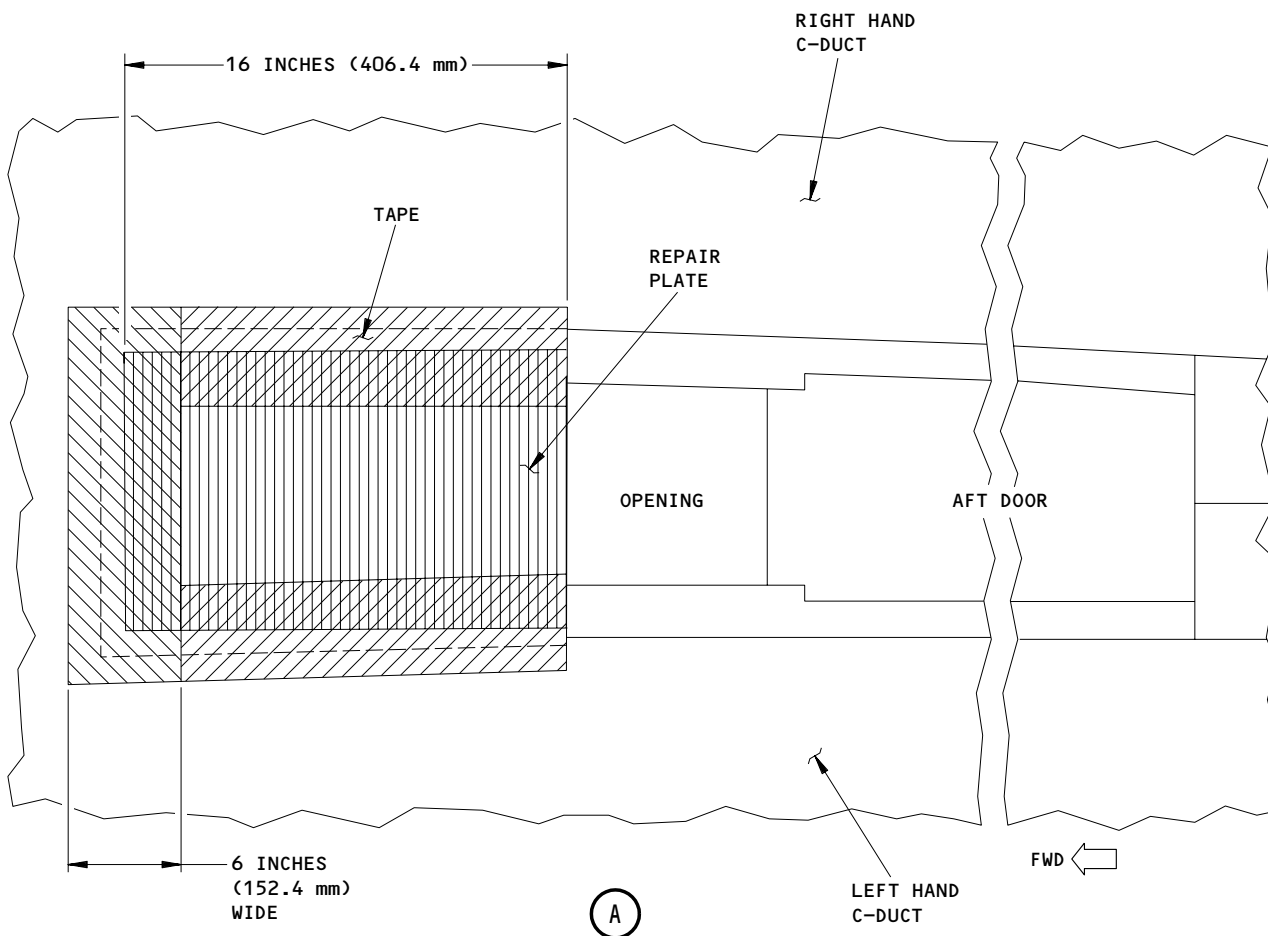 RIGHT HAND
C-DUCT
16 INCHES (406.4 mm)
TAPE
REPAIR
PLATE
OPENING
AFT DOOR
6 INCHES
(152.4 mm)
WIDE
FWD
LEFT HAND
C-DUCT
A